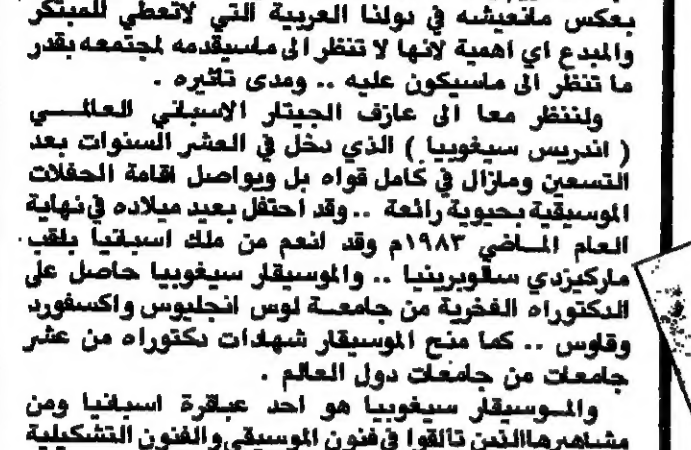 بعكس مانعيشه في دولنا العربية التي لاتعطي للمبتكر
والمبدع اي اهمية لانها لا تنظر الى ماسيقدمه لمجتمعه بقدر
ما تنظر الى ماسيكون عليه .. ومدى تاثيره .
ولننظر معا الى عازف الجيتار الاسباني العالمي
( اندريس سيغوبيا ) الذي دخل في العشر السنوات بعد
التسعين ومازال في كامل قواه بل ويواصل اقامة الحفلات
الموسيقية بحيوية رائعة .. وقد احتفل بعيد ميلاده في نهاية
العام الماضي ١٩٨٣م وقد انعم من ملك اسبانيا بلقب
ماركيزدي سالوبرينيا .. والموسيقار سيغوبيا حاصل على
الدكتوراه الفخرية من جامعة لوس انجليوس واكسفورد
وقاوس .. كما منح الموسيقار شهادات دكتوراه من عشر
جامعات من جامعات دول العالم .
والموسيقار سيغوبيا هو احد عباقرة اسبانيا ومن
مشاهيرها الذين تالقوا في فنون الموسيقى والفنون التشكيلية